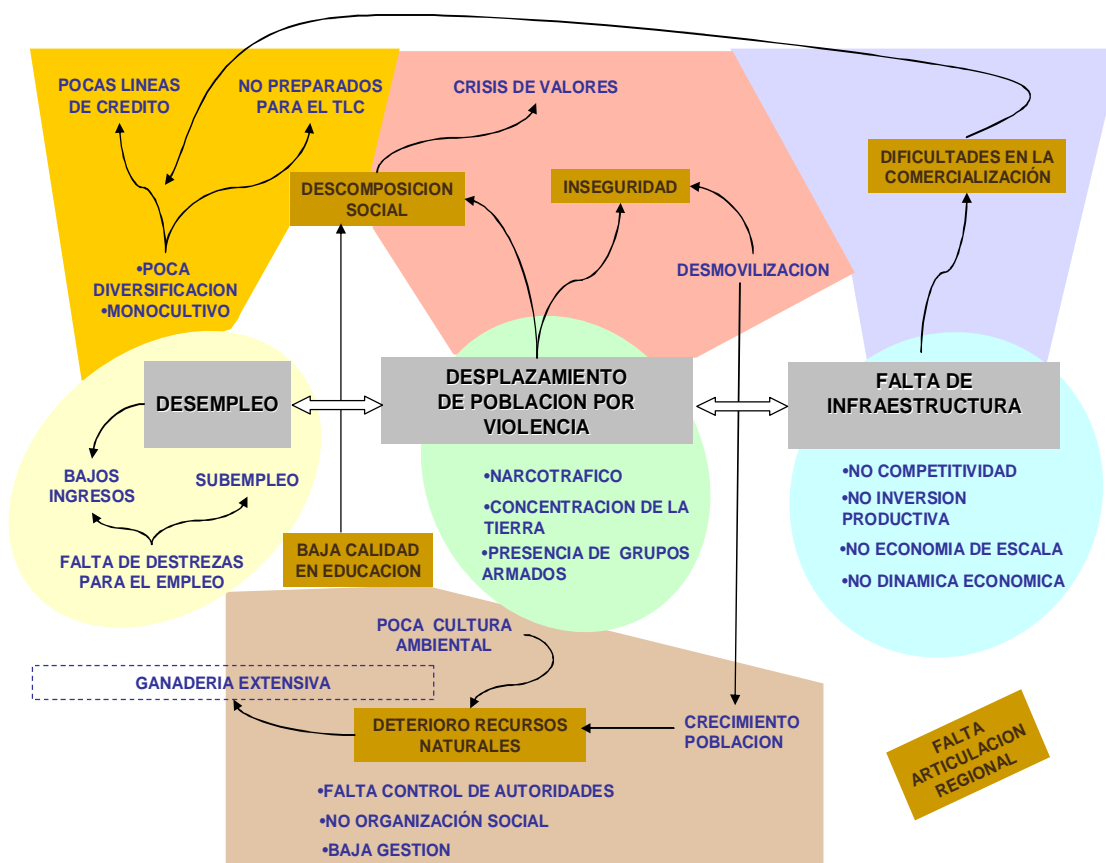 POCAS LINEAS
DE CREDITO
NO PREPARADOS
PARA EL TLC
CRISIS DE VALORES
DIFICULTADES EN LA
COMERCIALIZACIÓN
DESCOMPOSICION
SOCIAL
INSEGURIDAD
•POCA
DIVERSIFICACION
•MONOCULTIVO
DESMOVILIZACION
DESEMPLEO
DESPLAZAMIENTO
DE POBLACION POR
VIOLENCIA
FALTA DE
INFRAESTRUCTURA
BAJOS
INGRESOS
SUBEMPLEO
FALTA DE DESTREZAS
PARA EL EMPLEO
•NARCOTRAFICO
•CONCENTRACION DE LA
TIERRA
•PRESENCIA DE GRUPOS
ARMADOS
•NO COMPETITIVIDAD
•NO INVERSION
PRODUCTIVA
•NO ECONOMIA DE ESCALA
•NO DINAMICA ECONOMICA
BAJA CALIDAD
EN EDUCACION
POCA CULTURA
AMBIENTAL
GANADERIA EXTENSIVA
DETERIORO RECURSOS
NATURALES
CRECIMIENTO
POBLACION
FALTA
ARTICULACION
REGIONAL
•FALTA CONTROL DE AUTORIDADES
•NO ORGANIZACIÓN SOCIAL
•BAJA GESTION